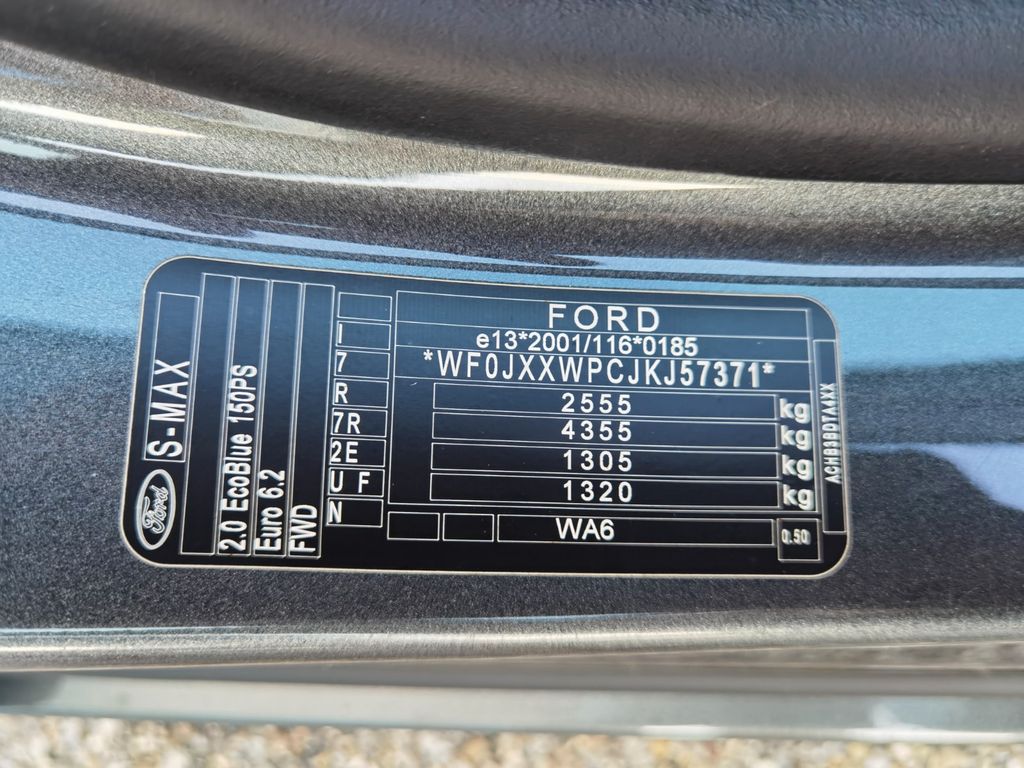 Ford
S-MAX
2.0 EcoBlue 150PS
Euro 6.2
FWD
I
7
R
7R
2E
U F
N
FORD
e13*2001/116*0185
*WF0JXXWPCJKJ57371*
2555 kg
4355 kg
1305 kg
1320 kg
WA6
0.50